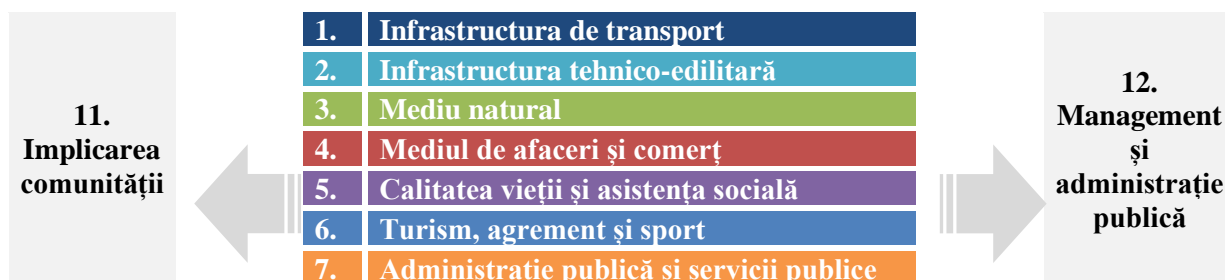 11.
Implicarea
comunității
1. Infrastructura de transport
2. Infrastructura tehnico-edilitară
3. Mediu natural
4. Mediul de afaceri și comerț
5. Calitatea vieții și asistența socială
6. Turism, agrement și sport
7. Administrație publică și servicii publice
12.
Management
și
administrație
publică